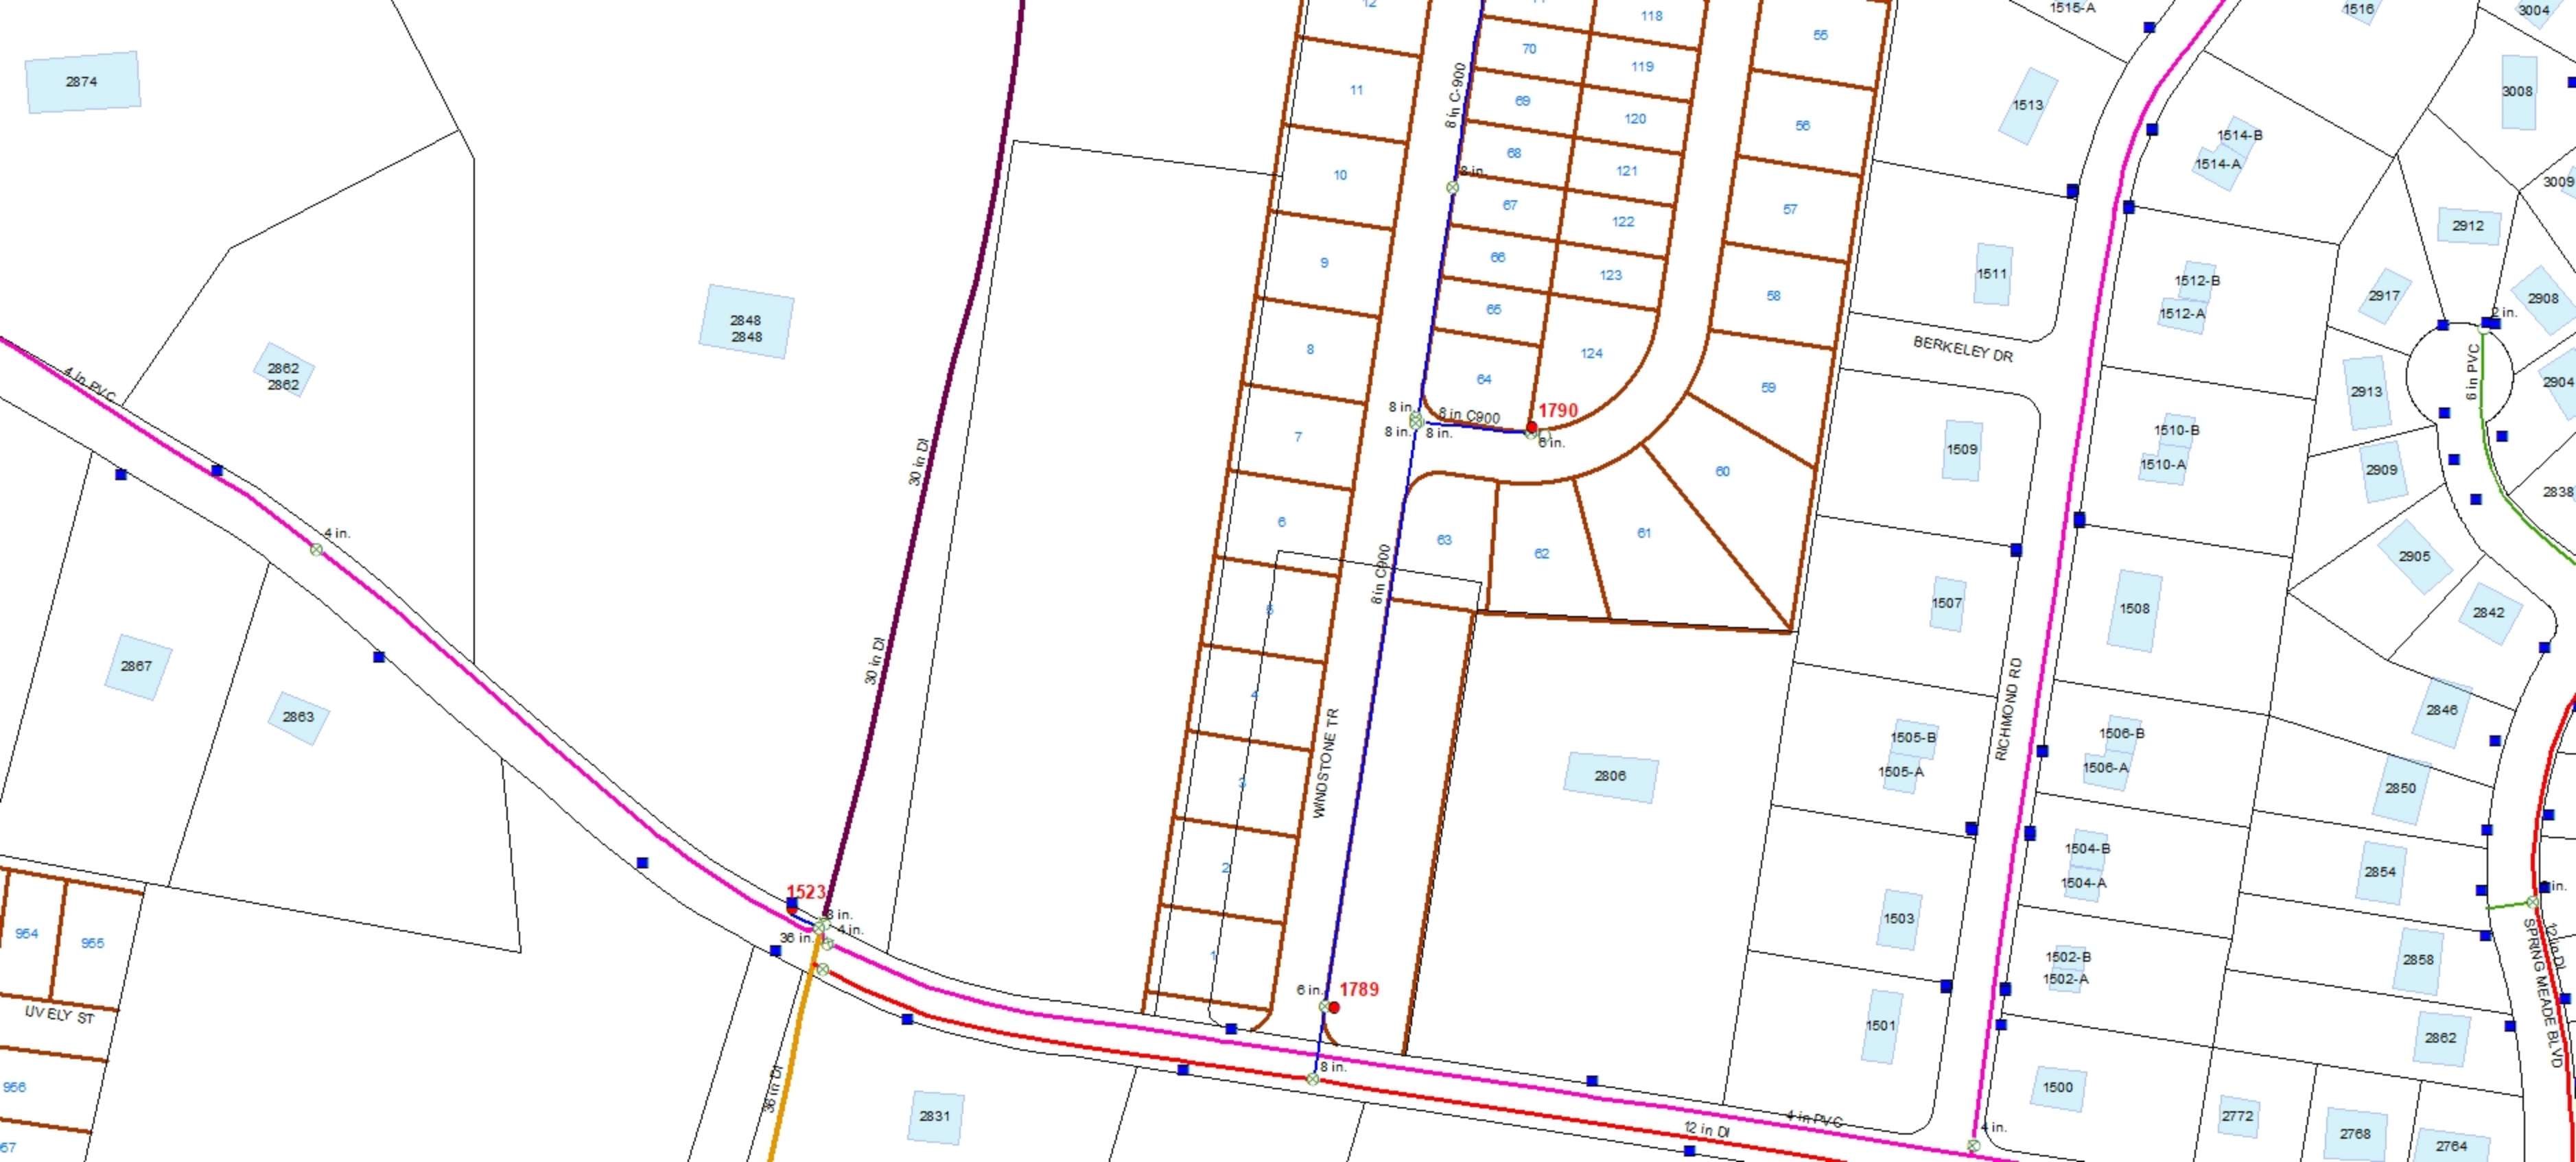 12
118
55
1515-A
1516
3004
70
119
2874
11
8 in C-900
69
120
56
1513
1514-B
1514-A
3008
68
121
8 in.
10
67
122
57
3009
2912
9
66
123
58
1511
1512-B
1512-A
2917
2908
2 in.
2848
2848
8
65
124
BERKELEY DR
6 in PVC
2862
2862
4 in PVC
64
59
2913
2904
8 in.
8 in C900
1790
8 in.
8 in.
6 in.
7
30 in DI
60
1509
1510-B
1510-A
2909
2838
4 in.
6
63
62
61
8 in C900
2905
5
1507
1508
2842
2867
2863
30 in DI
4
RICHMOND RD
2846
WINDSTONE TR
3
2806
1505-B
1505-A
1506-B
1506-A
2850
2
1504-B
1504-A
2854
1523
8 in.
4 in.
36 in.
954
955
1
1503
12 in DI
SPRING MEADE BLVD
1502-B
1502-A
2858
6 in.
1789
1501
2862
956
36 in DI
8 in.
2831
1500
4 in PVC
12 in DI
4 in.
2772
2768
2764